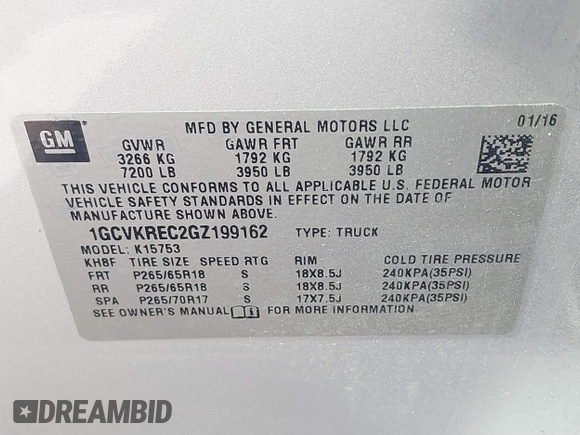 01/16
GM
MFD BY GENERAL MOTORS LLC
GVWR GAWR FRT GAWR RR
3266 KG 1792 KG 1792 KG
7200 LB 3950 LB 3950 LB
THIS VEHICLE CONFORMS TO ALL APPLICABLE U.S. FEDERAL MOTOR
VEHICLE SAFETY STANDARDS IN EFFECT ON THE DATE OF
MANUFACTURE SHOWN ABOVE.
1GCVKREC2GZ199162 TYPE: TRUCK
MODEL: K15753
KH8F TIRE SIZE SPEED RTG RIM COLD TIRE PRESSURE
FRT P265/65R18 S 18X8.5J 240KPA(35PSI)
RR P265/65R18 S 18X8.5J 240KPA(35PSI)
SPA P265/70R17 S 17X7.5J 240KPA(35PSI)
SEE OWNER'S MANUAL FOR MORE INFORMATION.
DREAMBID